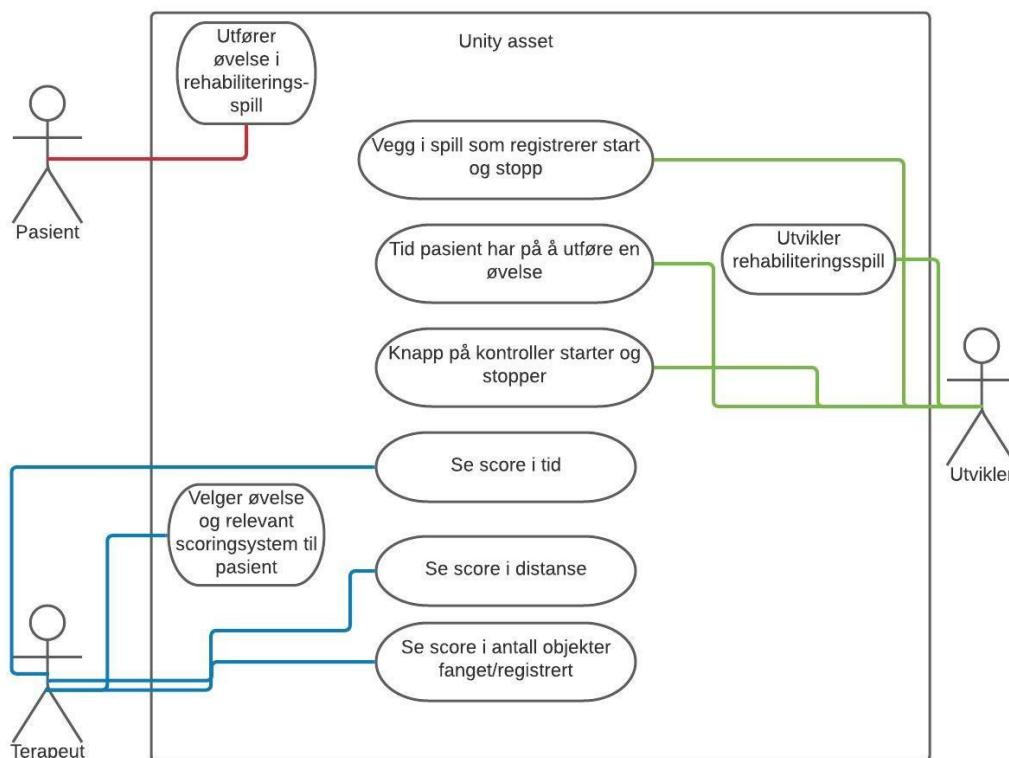 Unity asset
Utfører
øvelse i
rehabiliterings-
spill
Pasient
Vegg i spill som registrerer start
og stopp
Tid pasient har på å utføre en
øvelse
Utvikler
rehabiliteringsspill
Knapp på kontroller starter og
stopper
Utvikler
Se score i tid
Velger øvelse
og relevant
scoringsystem til
pasient
Se score i distanse
Se score i antall objekter
fanget/registrert
Terapeut